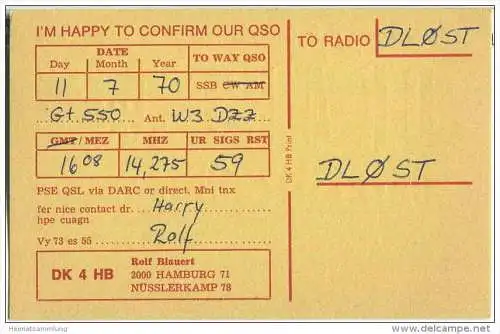 I'M HAPPY TO CONFIRM OUR QSO
TO RADIO DLØST
DATE TO WAY QSO
Day Month Year
11 7 70 SSB CW AM
Gt 550 Ant. W3 DZZ
GMT/MEZ MHZ UR SIGS RST
16 08 14,275 59
DLØST
PSE QSL via DARC or direct. Mni tnx
fer nice contact dr. Harry
hpe cuagn
Vy 73 es 55 Rolf
DK 4 HB
Rolf Blauert
2000 HAMBURG 71
NÜSSLERKAMP 78
DK 4 HB Print
Heimatsammlung